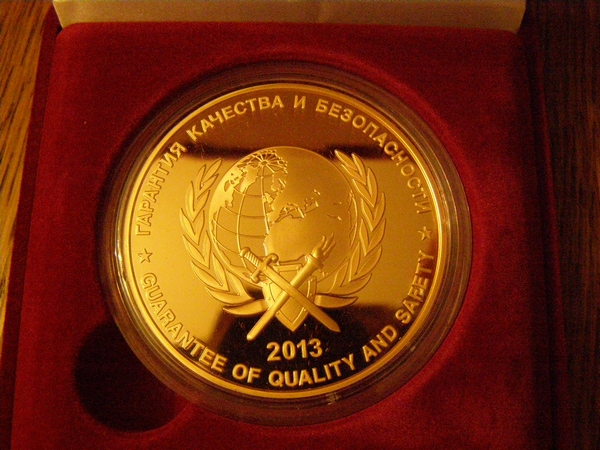 ★ ГАРАНТИЯ КАЧЕСТВА И БЕЗОПАСНОСТИ ★
2013
GUARANTEE OF QUALITY AND SAFETY